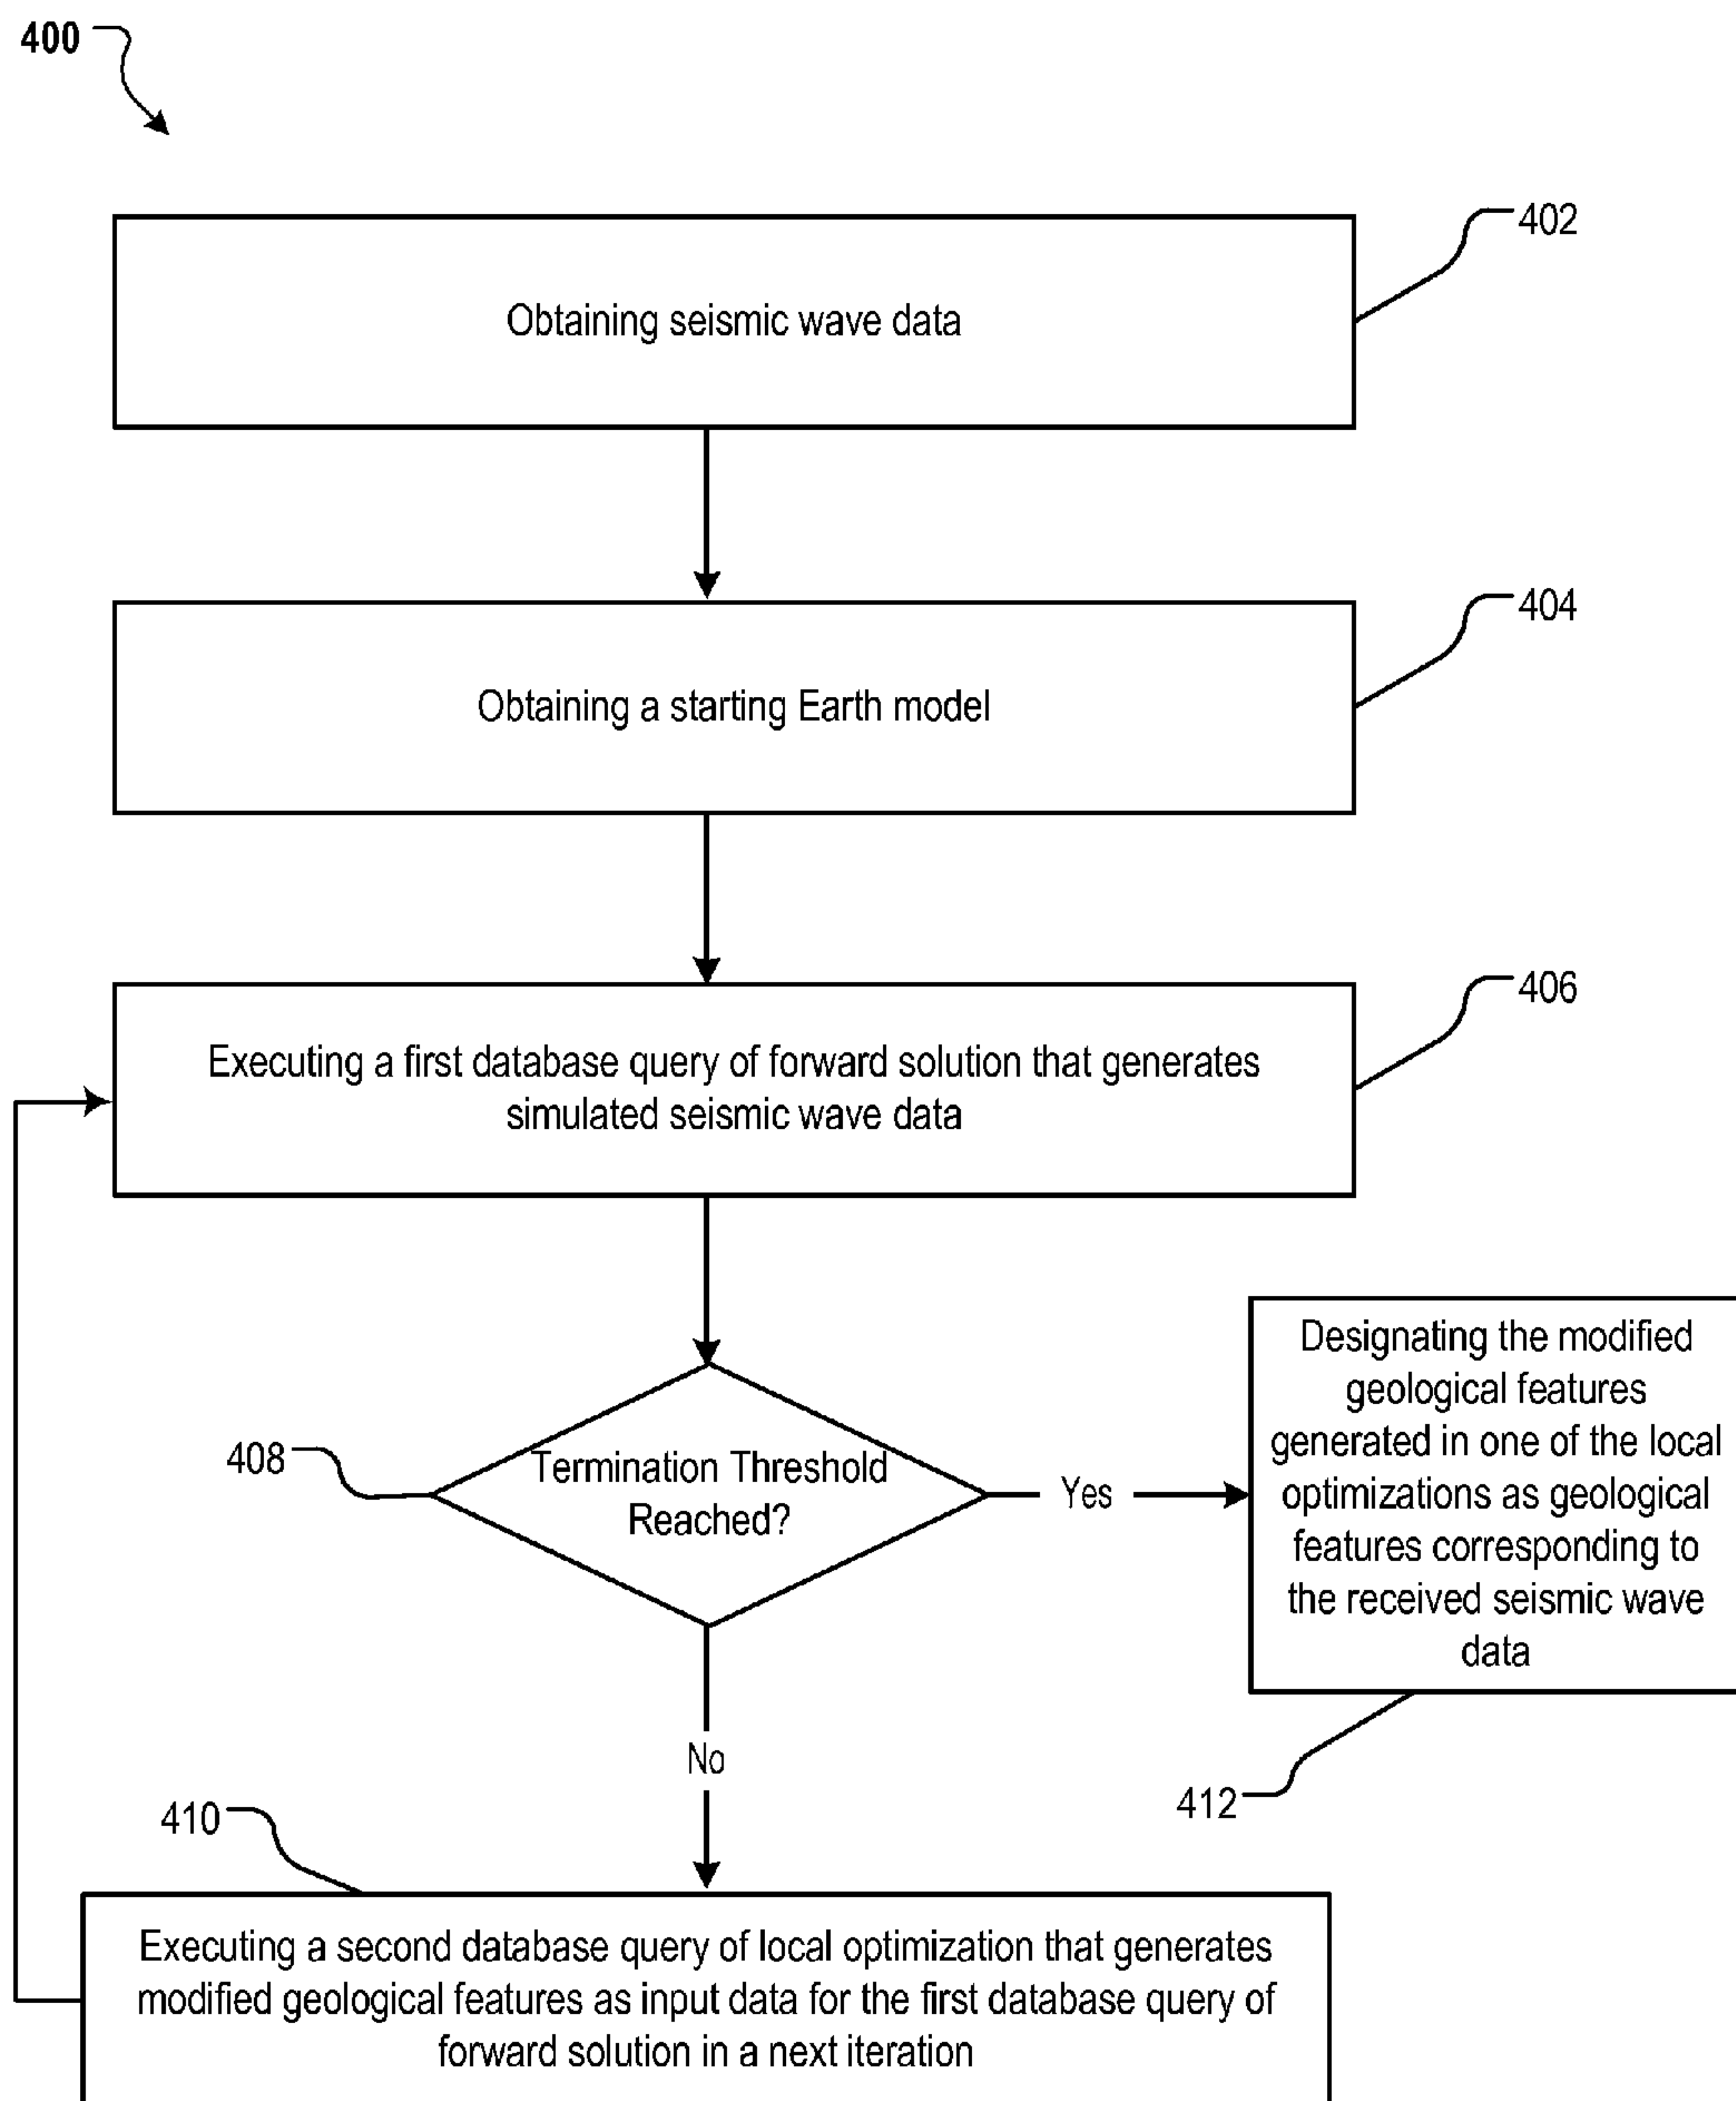 400
402
Obtaining seismic wave data
404
Obtaining a starting Earth model
406
Executing a first database query of forward solution that generates
simulated seismic wave data
408
Termination Threshold
Reached?
Yes
Designating the modified
geological features
generated in one of the local
optimizations as geological
features corresponding to
the received seismic wave
data
412
No
410
Executing a second database query of local optimization that generates
modified geological features as input data for the first database query of
forward solution in a next iteration